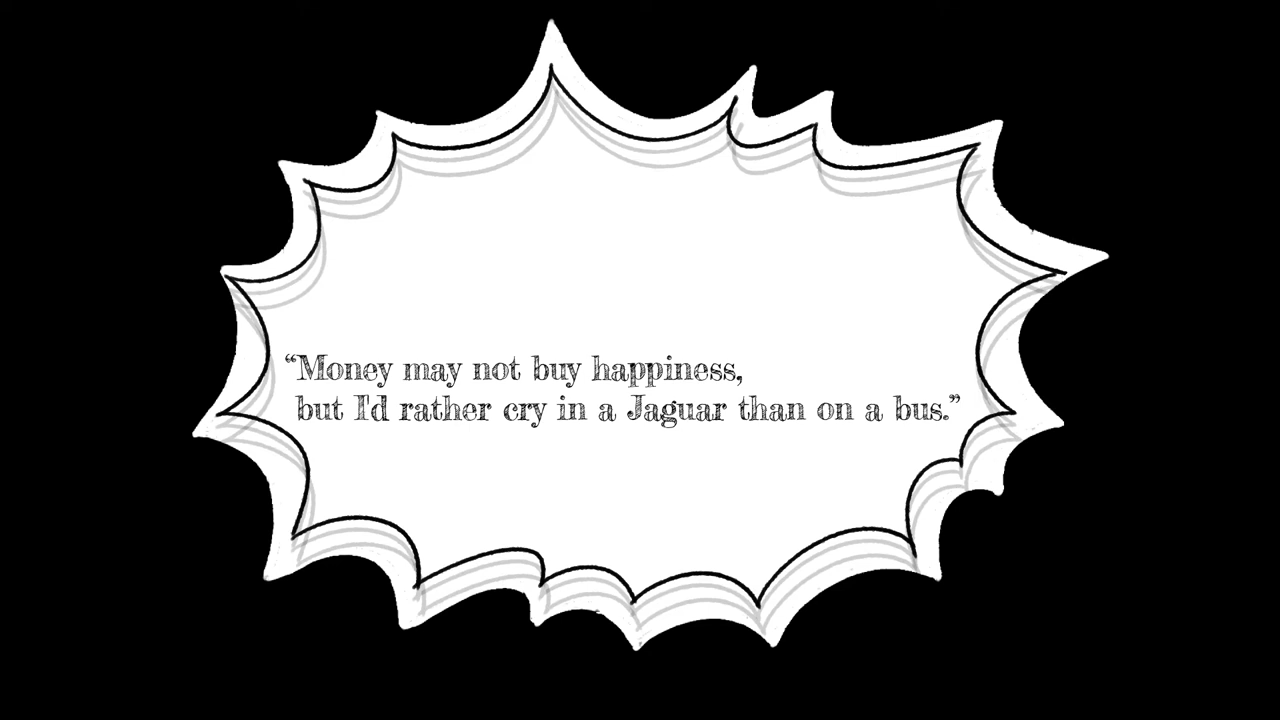 “Money may not buy happiness,
but I'd rather cry in a Jaguar than on a bus.”